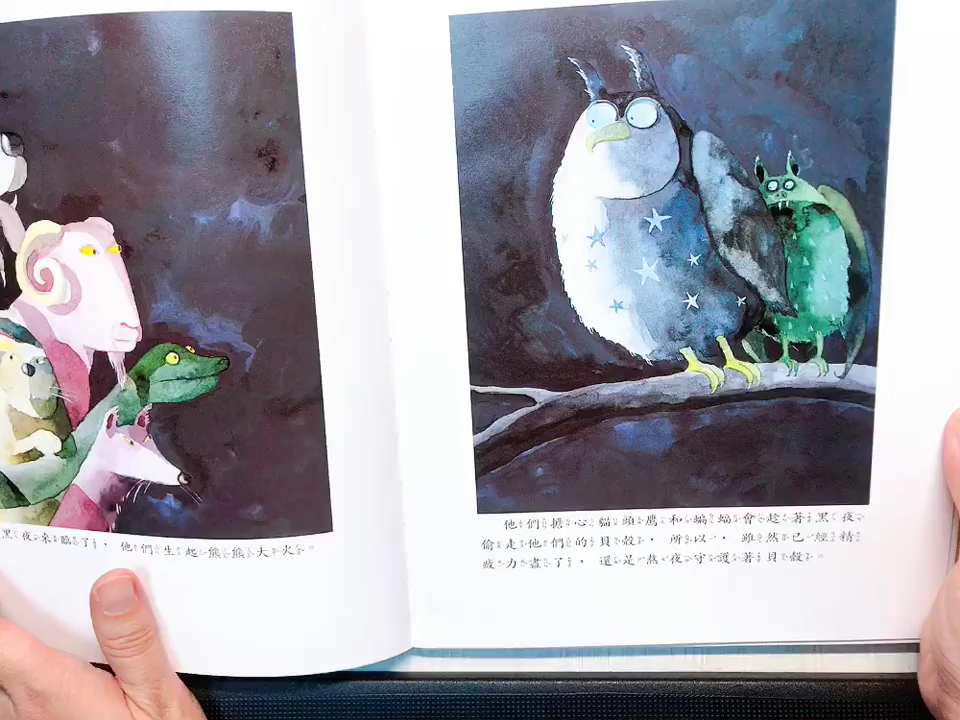 黑夜來臨了，他們生起熊熊大火。
他們擔心貓頭鷹和蝙蝠會趁著黑夜
偷走他們的貝殼，所以，雖然已經精
疲力盡了，還是熬夜守護著貝殼。